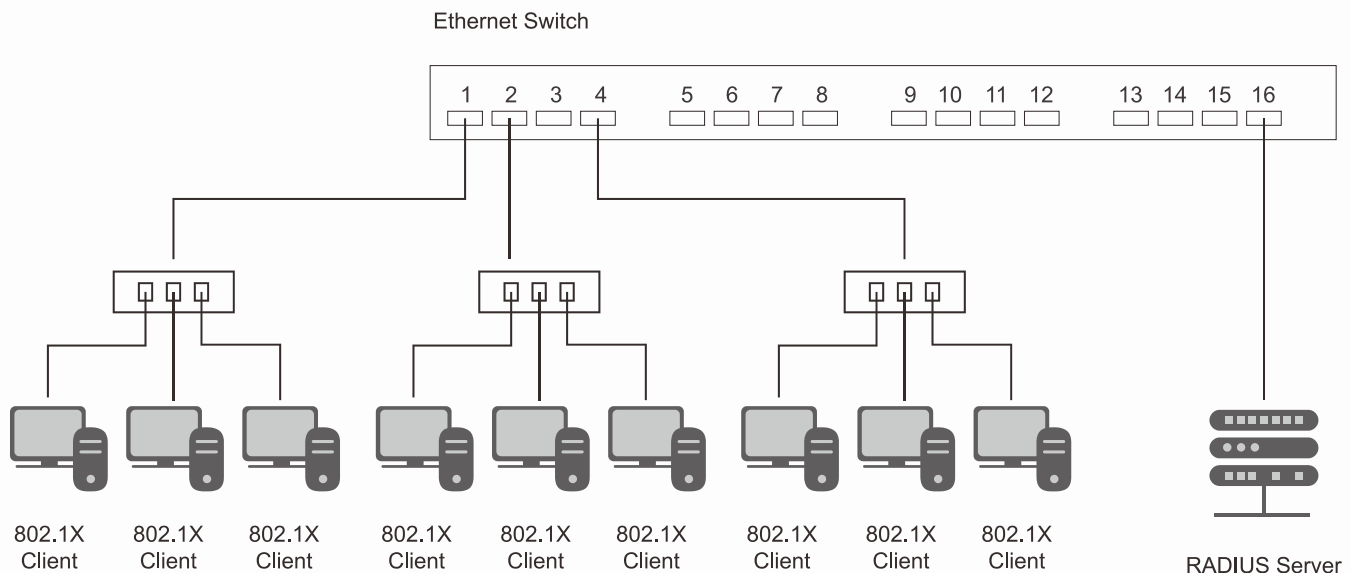 Ethernet Switch
1 2 3 4 5 6 7 8 9 10 11 12 13 14 15 16
802.1X 802.1X 802.1X 802.1X 802.1X 802.1X 802.1X 802.1X 802.1X
Client Client Client Client Client Client Client Client Client
RADIUS Server